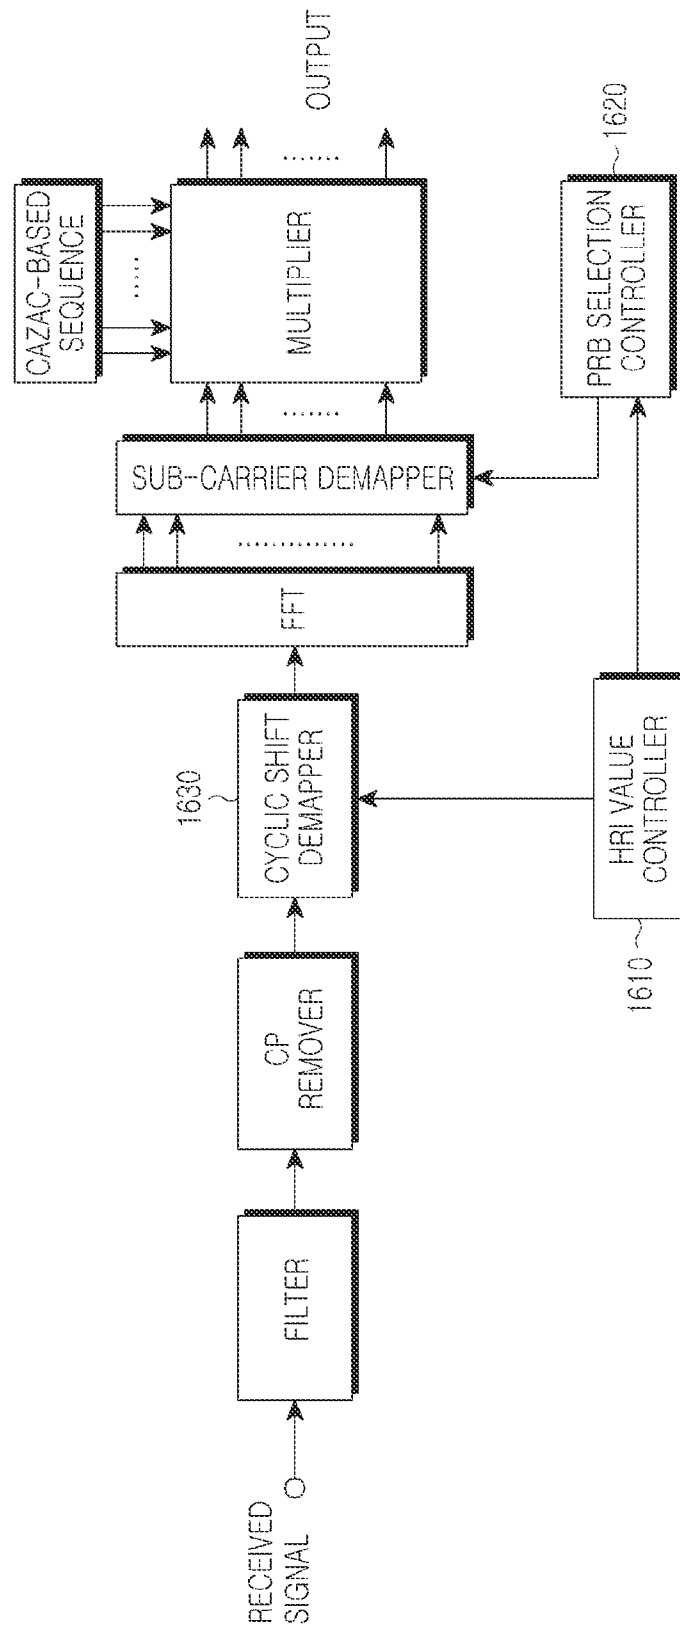 RECEIVED
SIGNAL
FILTER
CP
REMOVER
1630
CYCLIC SHIFT
DEMAPPER
FFT
SUB-CARRIER DEMAPPER
CAZAC-BASED
SEQUENCE
MULTIPLIER
OUTPUT
1610
HRI VALUE
CONTROLLER
PRB SELECTION
CONTROLLER
1620